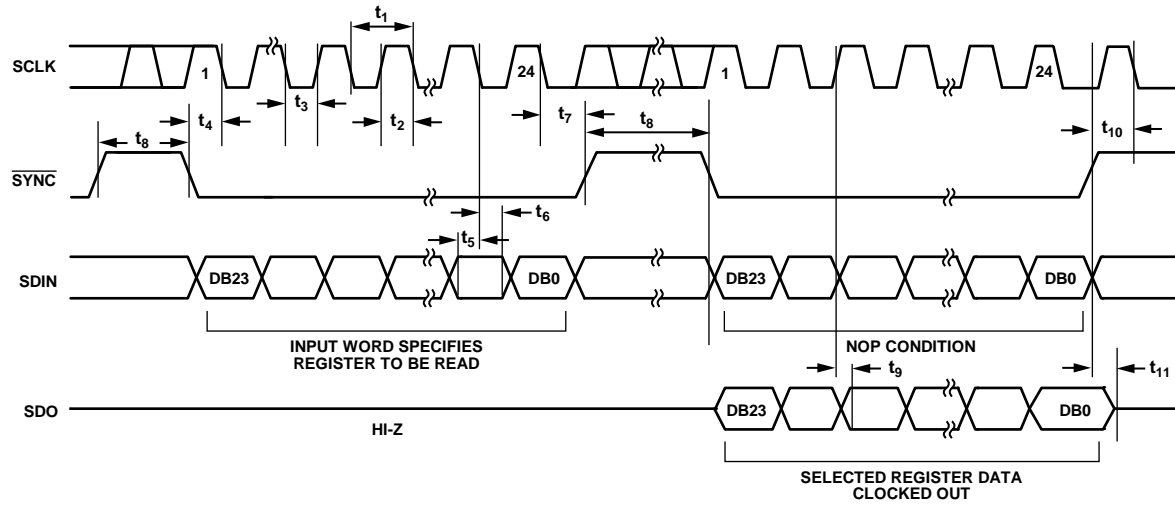 t1
SCLK
1
24
1
24
t3
t4
t2
t7
t8
t10
t8
SYNC
t6
t5
SDIN
DB23
DB0
DB23
DB0
INPUT WORD SPECIFIES
REGISTER TO BE READ
NOP CONDITION
t9
t11
SDO
DB23
DB0
HI-Z
SELECTED REGISTER DATA
CLOCKED OUT